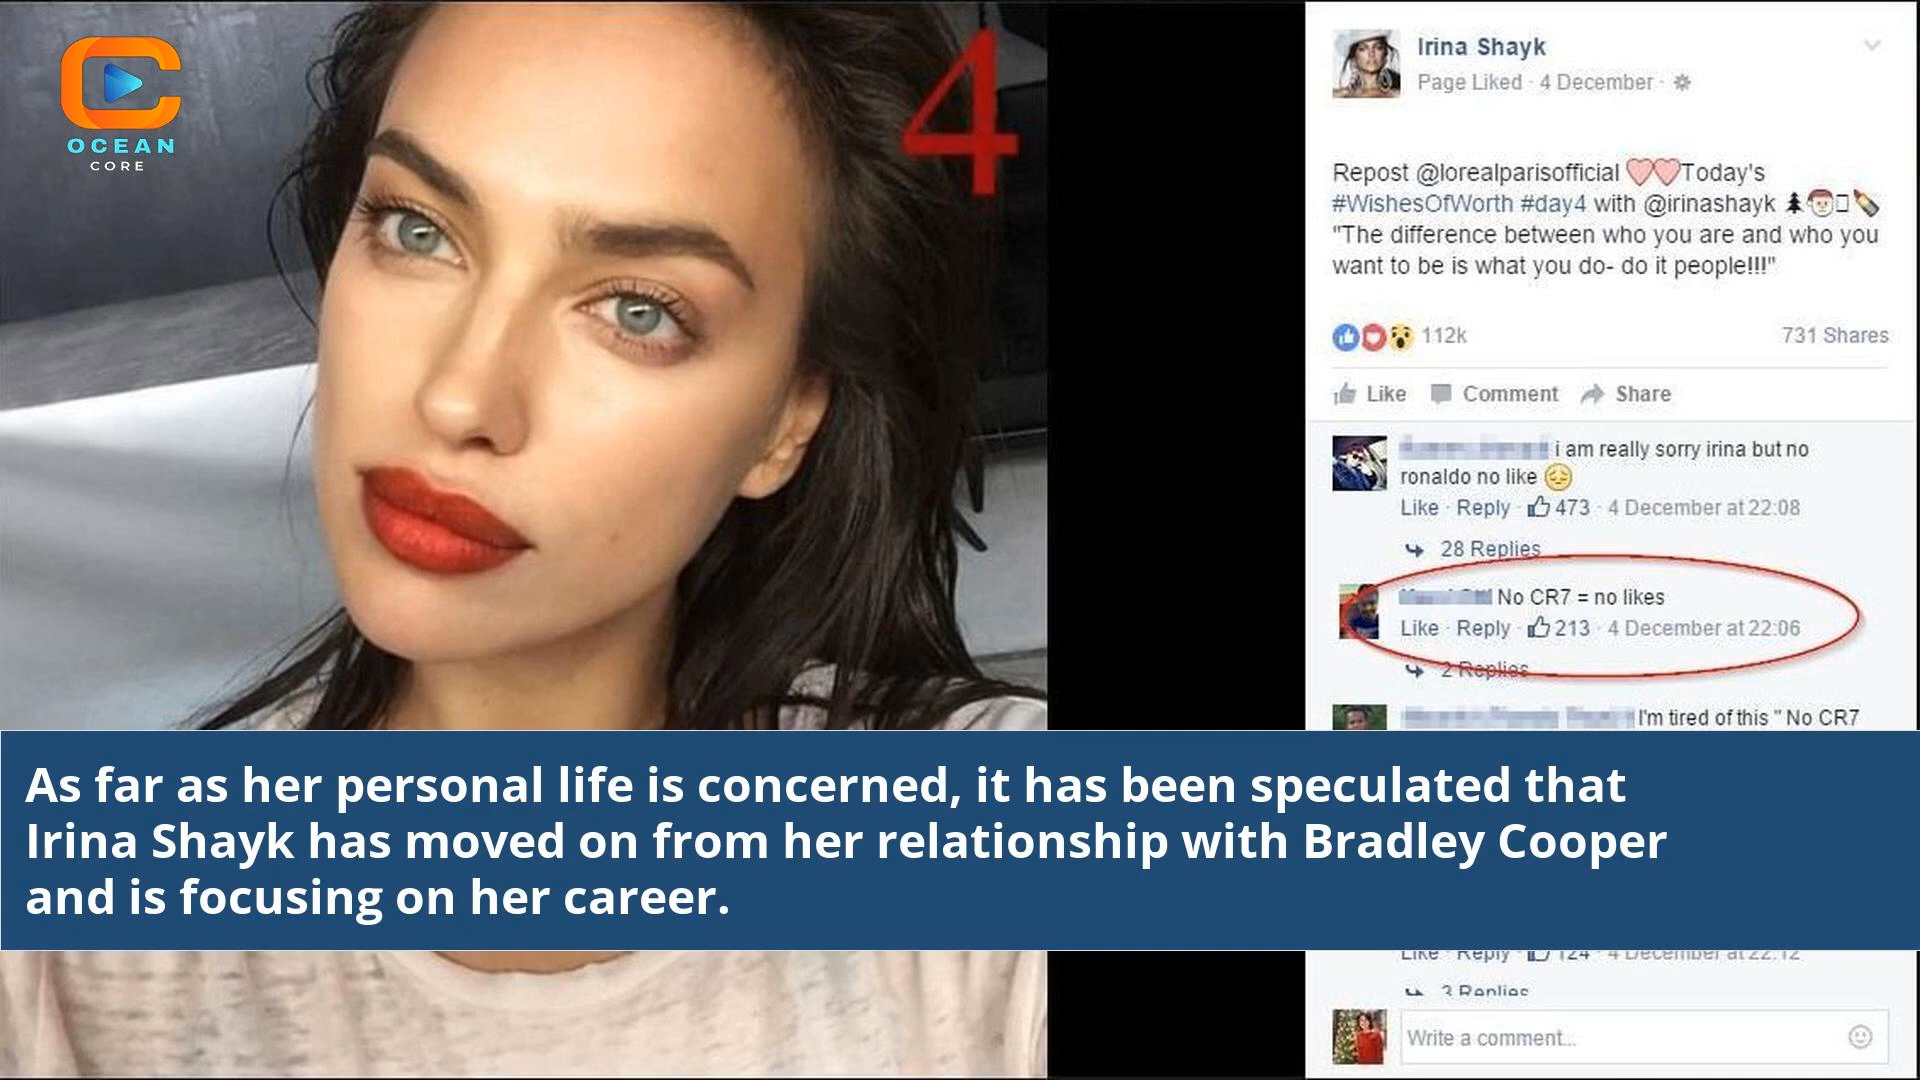 OCEAN
CORE
4
Irina Shayk
Page Liked · 4 December ·
Repost @lorealparisofficial Today's
#WishesOfWorth #day4 with @irinashayk
"The difference between who you are and who you
want to be is what you do- do it people!!!"
112k
731 Shares
Like Comment Share
i am really sorry irina but no
ronaldo no like
Like · Reply · 473 · 4 December at 22:08
28 Replies
No CR7 = no likes
Like · Reply · 213 · 4 December at 22:06
2 Replies
I'm tired of this " No CR7
As far as her personal life is concerned, it has been speculated that
Irina Shayk has moved on from her relationship with Bradley Cooper
and is focusing on her career.
Like · Reply · 124 · 4 December at 22:12
3 Replies
Write a comment...